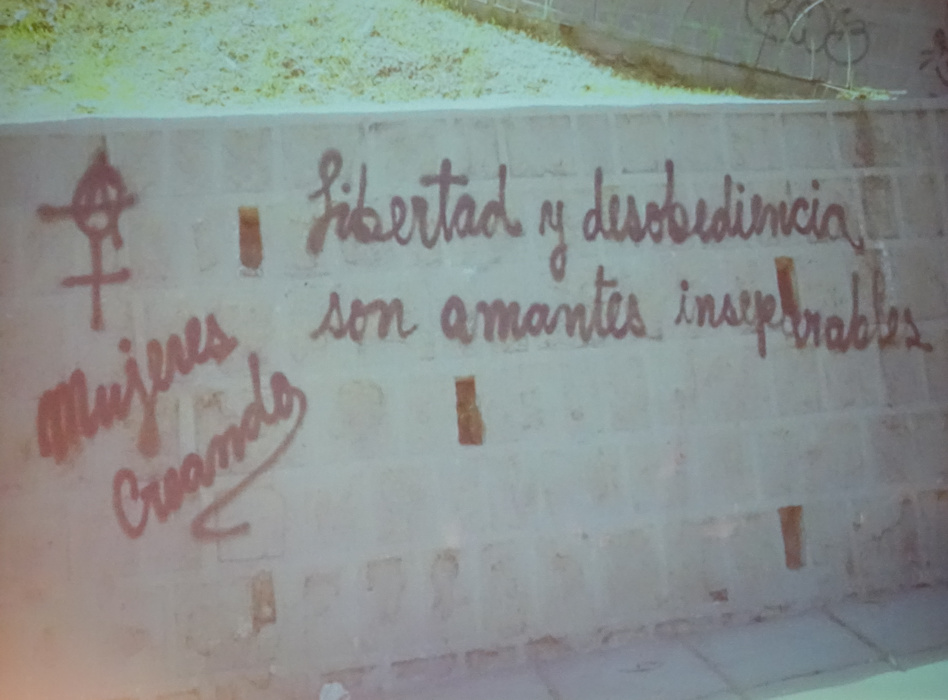 Libertad y desobediencia
son amantes inseparables
Mujeres
Creando